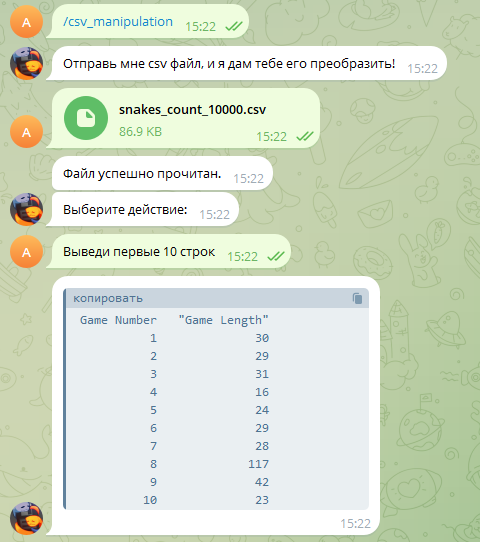 A
/csv_manipulation 15:22
Отправь мне csv файл, и я дам тебе его преобразить! 15:22
snakes_count_10000.csv
86.9 KB
A
15:22
Файл успешно прочитан. 15:22
Выберите действие: 15:22
A
Выведи первые 10 строк 15:22
копировать
Game Number "Game Length"
1 30
2 29
3 31
4 16
5 24
6 29
7 28
8 117
9 42
10 23
15:22